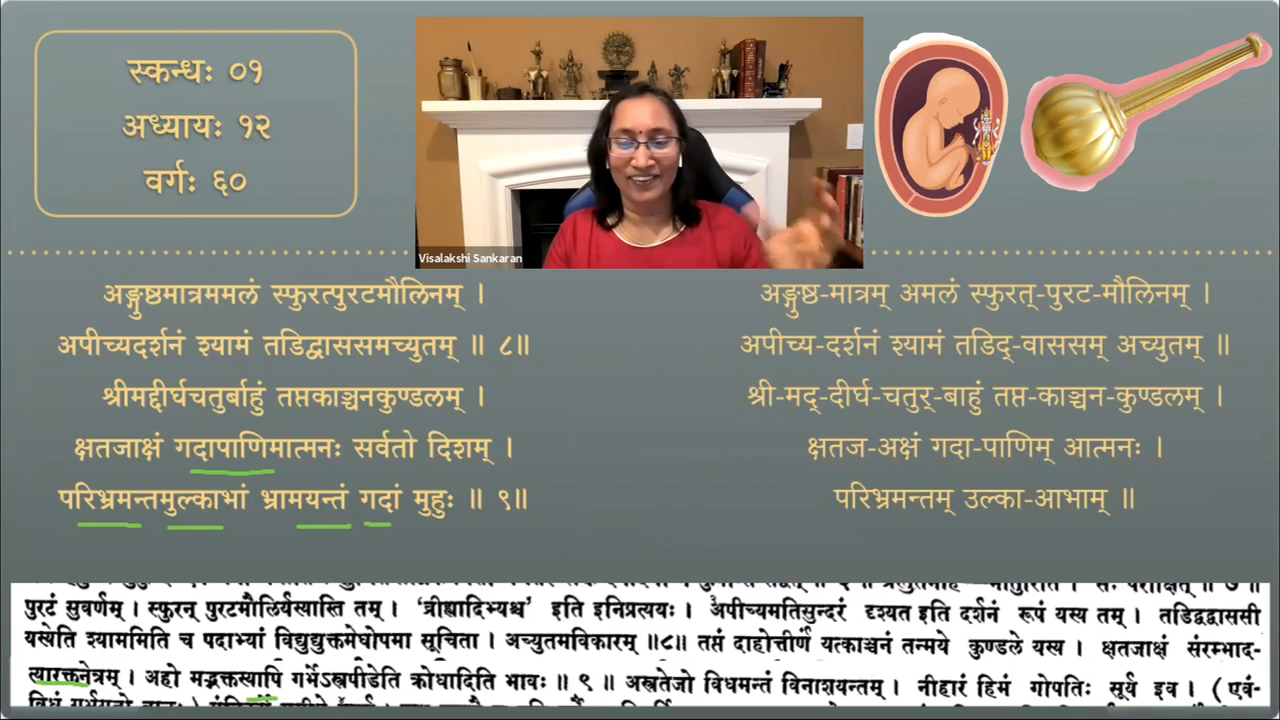 स्कन्धः ०१
अध्यायः १२
वर्गः ६०
Visalakshi Sankaran
अङ्गुष्ठमात्रममलं स्फुरत्पुरटमौलिनम् ।
अपीच्यदर्शनं श्यामं तडिद्वाससमच्युतम् ॥ ८॥
श्रीमद्दीर्घचतुर्बाहुं तप्तकाञ्चनकुण्डलम् ।
क्षतजाक्षं गदापाणिमात्मनः सर्वतो दिशम् ।
परिभ्रमन्तमुल्काभां भ्रामयन्तं गदां मुहुः ॥ ९॥
अङ्गुष्ठ-मात्रम् अमलं स्फुरत्-पुरट-मौलिनम् ।
अपीच्य-दर्शनं श्यामं तडिद्-वाससम् अच्युतम् ॥
श्री-मद्-दीर्घ-चतुर्-बाहुं तप्त-काञ्चन-कुण्डलम् ।
क्षतज-अक्षं गदा-पाणिम् आत्मनः ।
परिभ्रमन्तम् उल्का-आभाम् ॥
पुरटं सुवर्णम् । स्फुरन् पुरटमौलिर्यस्यास्ति तम् । ‘व्रीह्यादिभ्यश्च’ इति इनिप्रत्ययः । अपीच्यमतिसुन्दरं दृश्यत इति दर्शनं रूपं यस्य तम् । तडिद्वद्वाससी
यस्येति श्याममिति च पदाभ्यां विद्युद्युक्तमेघोपमा सूचिता । अच्युतमविकारम् ॥८॥ तप्तं दाहोत्तीर्णं यत्काञ्चनं तन्मये कुण्डले यस्य । क्षतजाक्षं संरम्भाद-
त्यारक्तनेत्रम् । अहो मद्भक्तस्यापि गर्भेऽस्त्रपीडेति क्रोधादिति भावः ॥ ९ ॥ अस्त्रतेजो विधमन्तं विनाशयन्तम् । नीहारं हिमं गोपतिः सूर्य इव । (एवं-